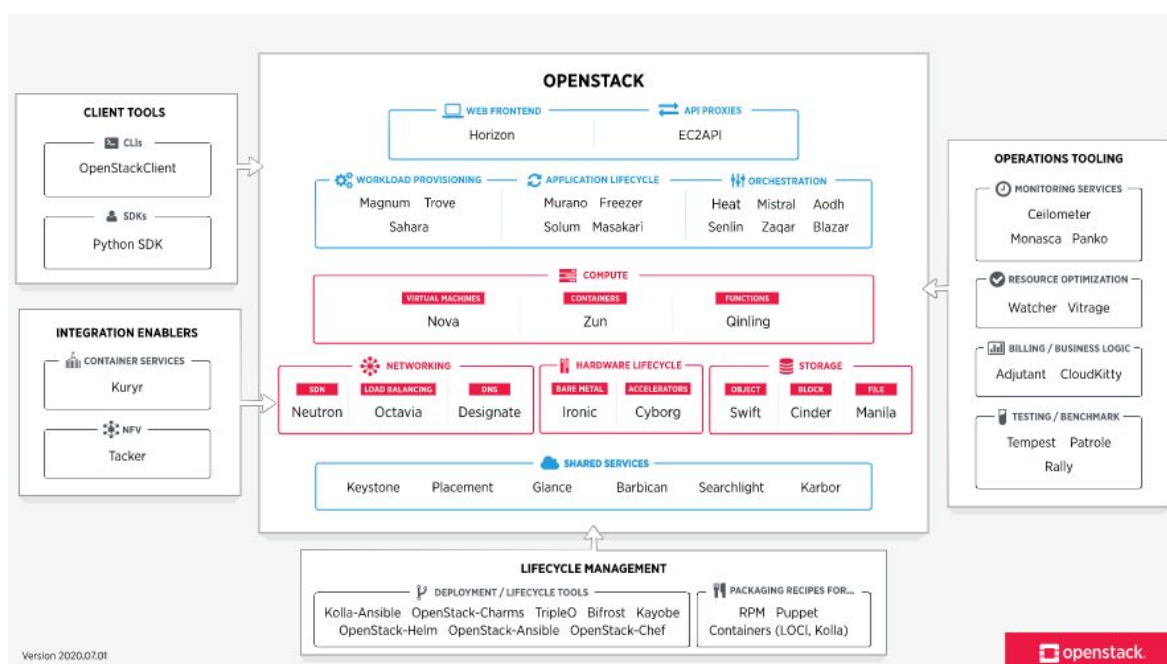 OPENSTACK
WEB FRONTEND
Horizon
API PROXIES
EC2API
WORKLOAD PROVISIONING
Magnum Trove
Sahara
APPLICATION LIFECYCLE
Murano Freezer
Solum Masakari
ORCHESTRATION
Heat Mistral Aodh
Senlin Zaqar Blazar
COMPUTE
VIRTUAL MACHINES
Nova
CONTAINERS
Zun
FUNCTIONS
Qinling
NETWORKING
SDN
Neutron
LOAD BALANCING
Octavia
DNS
Designate
HARDWARE LIFECYCLE
BARE METAL
Ironic
ACCELERATORS
Cyborg
STORAGE
OBJECT
Swift
BLOCK
Cinder
FILE
Manila
SHARED SERVICES
Keystone Placement Glance Barbican Searchlight Karbor
CLIENT TOOLS
CLIs
OpenStackClient
SDKs
Python SDK
INTEGRATION ENABLERS
CONTAINER SERVICES
Kuryr
NFV
Tacker
OPERATIONS TOOLING
MONITORING SERVICES
Ceilometer
Monasca Panko
RESOURCE OPTIMIZATION
Watcher Vitrage
BILLING / BUSINESS LOGIC
Adjutant CloudKitty
TESTING / BENCHMARK
Tempest Patrole
Rally
LIFECYCLE MANAGEMENT
DEPLOYMENT / LIFECYCLE TOOLS
Kolla-Ansible OpenStack-Charms TripleO Bifrost Kayobe
OpenStack-Helm OpenStack-Ansible OpenStack-Chef
PACKAGING RECIPES FOR...
RPM Puppet
Containers (LOCI, Kolla)
Version 2020.07.01
openstack.